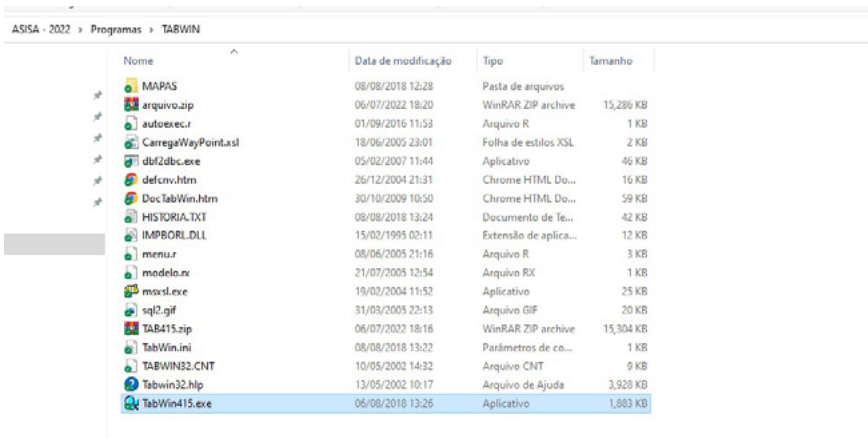 ASISA - 2022 › Programas › TABWIN
Nome Data de modificação Tipo Tamanho
MAPAS 08/08/2018 12:28 Pasta de arquivos
arquivo.zip 06/07/2022 18:20 WinRAR ZIP archive 15,286 KB
autoexec.r 01/09/2016 11:53 Arquivo R 1 KB
CarregaWayPoint.xsl 18/06/2005 23:01 Folha de estilos XSL 2 KB
dbf2dbc.exe 05/02/2007 11:44 Aplicativo 46 KB
defcnv.htm 26/12/2004 21:31 Chrome HTML Do... 16 KB
DocTabWin.htm 30/10/2009 10:50 Chrome HTML Do... 59 KB
HISTORIA.TXT 08/08/2018 13:24 Documento de Te... 42 KB
IMPBORL.DLL 15/02/1995 02:11 Extensão de aplica... 12 KB
menu.r 08/06/2005 21:16 Arquivo R 3 KB
modelo.rx 21/07/2005 12:54 Arquivo RX 1 KB
msxsl.exe 19/02/2004 11:52 Aplicativo 25 KB
sql2.gif 31/03/2005 22:13 Arquivo GIF 20 KB
TAB415.zip 06/07/2022 18:16 WinRAR ZIP archive 15,304 KB
TabWin.ini 08/08/2018 13:22 Parâmetros de co... 1 KB
TABWIN32.CNT 10/05/2002 14:32 Arquivo CNT 9 KB
Tabwin32.hlp 13/05/2002 10:17 Arquivo de Ajuda 3,928 KB
TabWin415.exe 06/08/2018 13:26 Aplicativo 1,883 KB